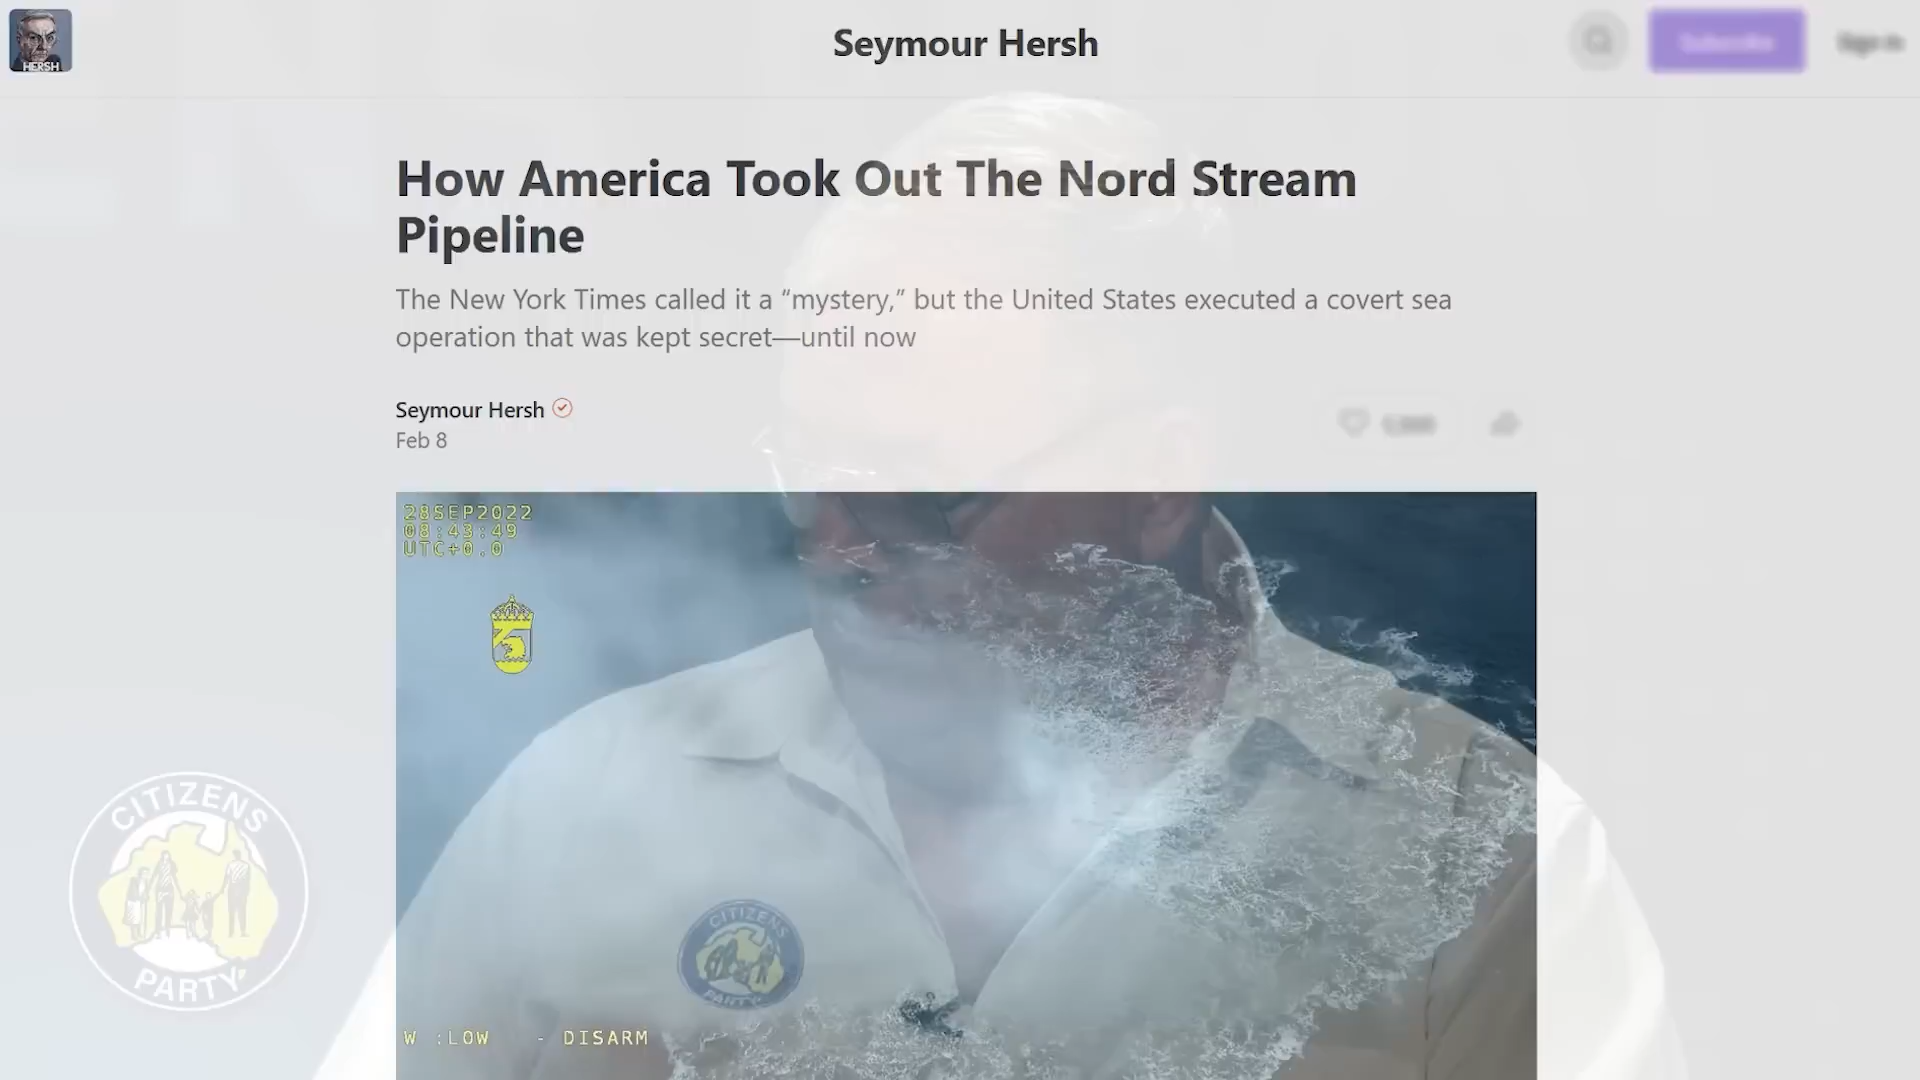 HERSH
Seymour Hersh
How America Took Out The Nord Stream
Pipeline
The New York Times called it a “mystery,” but the United States executed a covert sea
operation that was kept secret—until now
Seymour Hersh
Feb 8
28SEP2022
08:43:49
UTC+0.0
CITIZENS
PARTY
CITIZENS
PARTY
W :LOW - DISARM